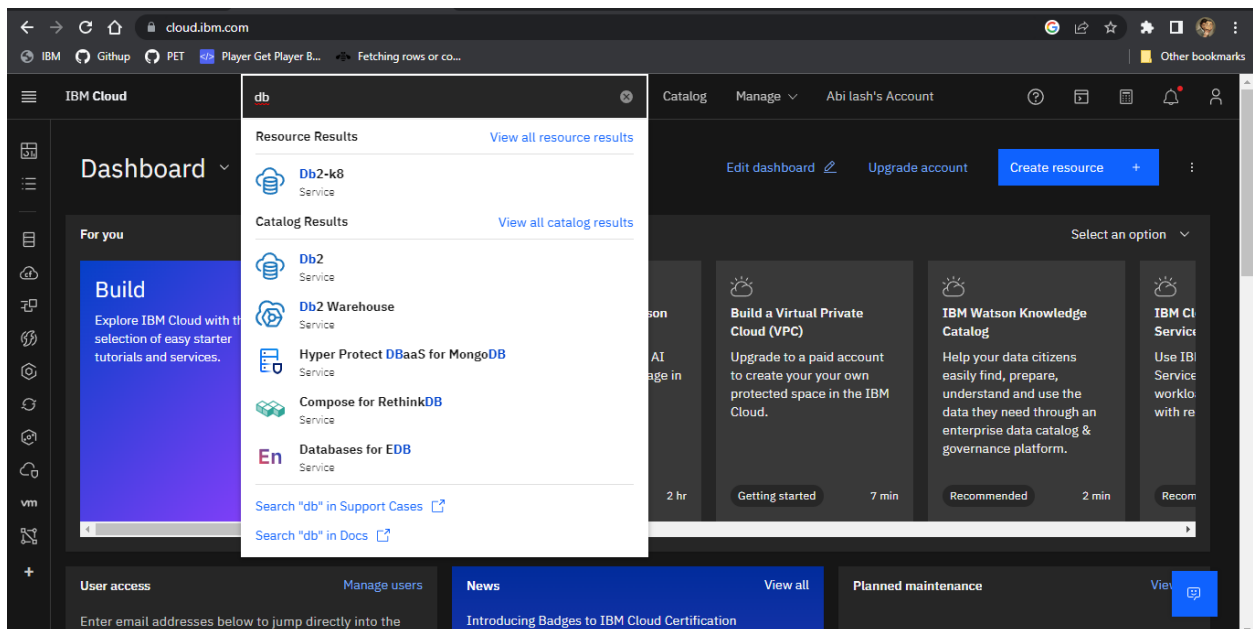 cloud.ibm.com
IBM
Githup
PET
Player Get Player B...
Fetching rows or co...
Other bookmarks
IBM Cloud
db
Catalog
Manage
Abi lash's Account
Dashboard
Edit dashboard
Upgrade account
Create resource +
Resource Results
View all resource results
Db2-k8
Service
Catalog Results
View all catalog results
Db2
Service
Db2 Warehouse
Service
Hyper Protect DBaaS for MongoDB
Service
Compose for RethinkDB
Service
En
Databases for EDB
Service
Search "db" in Support Cases
Search "db" in Docs
For you
Select an option
Build
Explore IBM Cloud with th
selection of easy starter
tutorials and services.
son
AI
age in
2 hr
Build a Virtual Private
Cloud (VPC)
Upgrade to a paid account
to create your your own
protected space in the IBM
Cloud.
Getting started
7 min
IBM Watson Knowledge
Catalog
Help your data citizens
easily find, prepare,
understand and use the
data they need through an
enterprise data catalog &
governance platform.
Recommended
2 min
IBM Cl
Service
Use IBI
Service
worklo
with re
Recom
vm
User access
Manage users
Enter email addresses below to jump directly into the
News
View all
Introducing Badges to IBM Cloud Certification
Planned maintenance